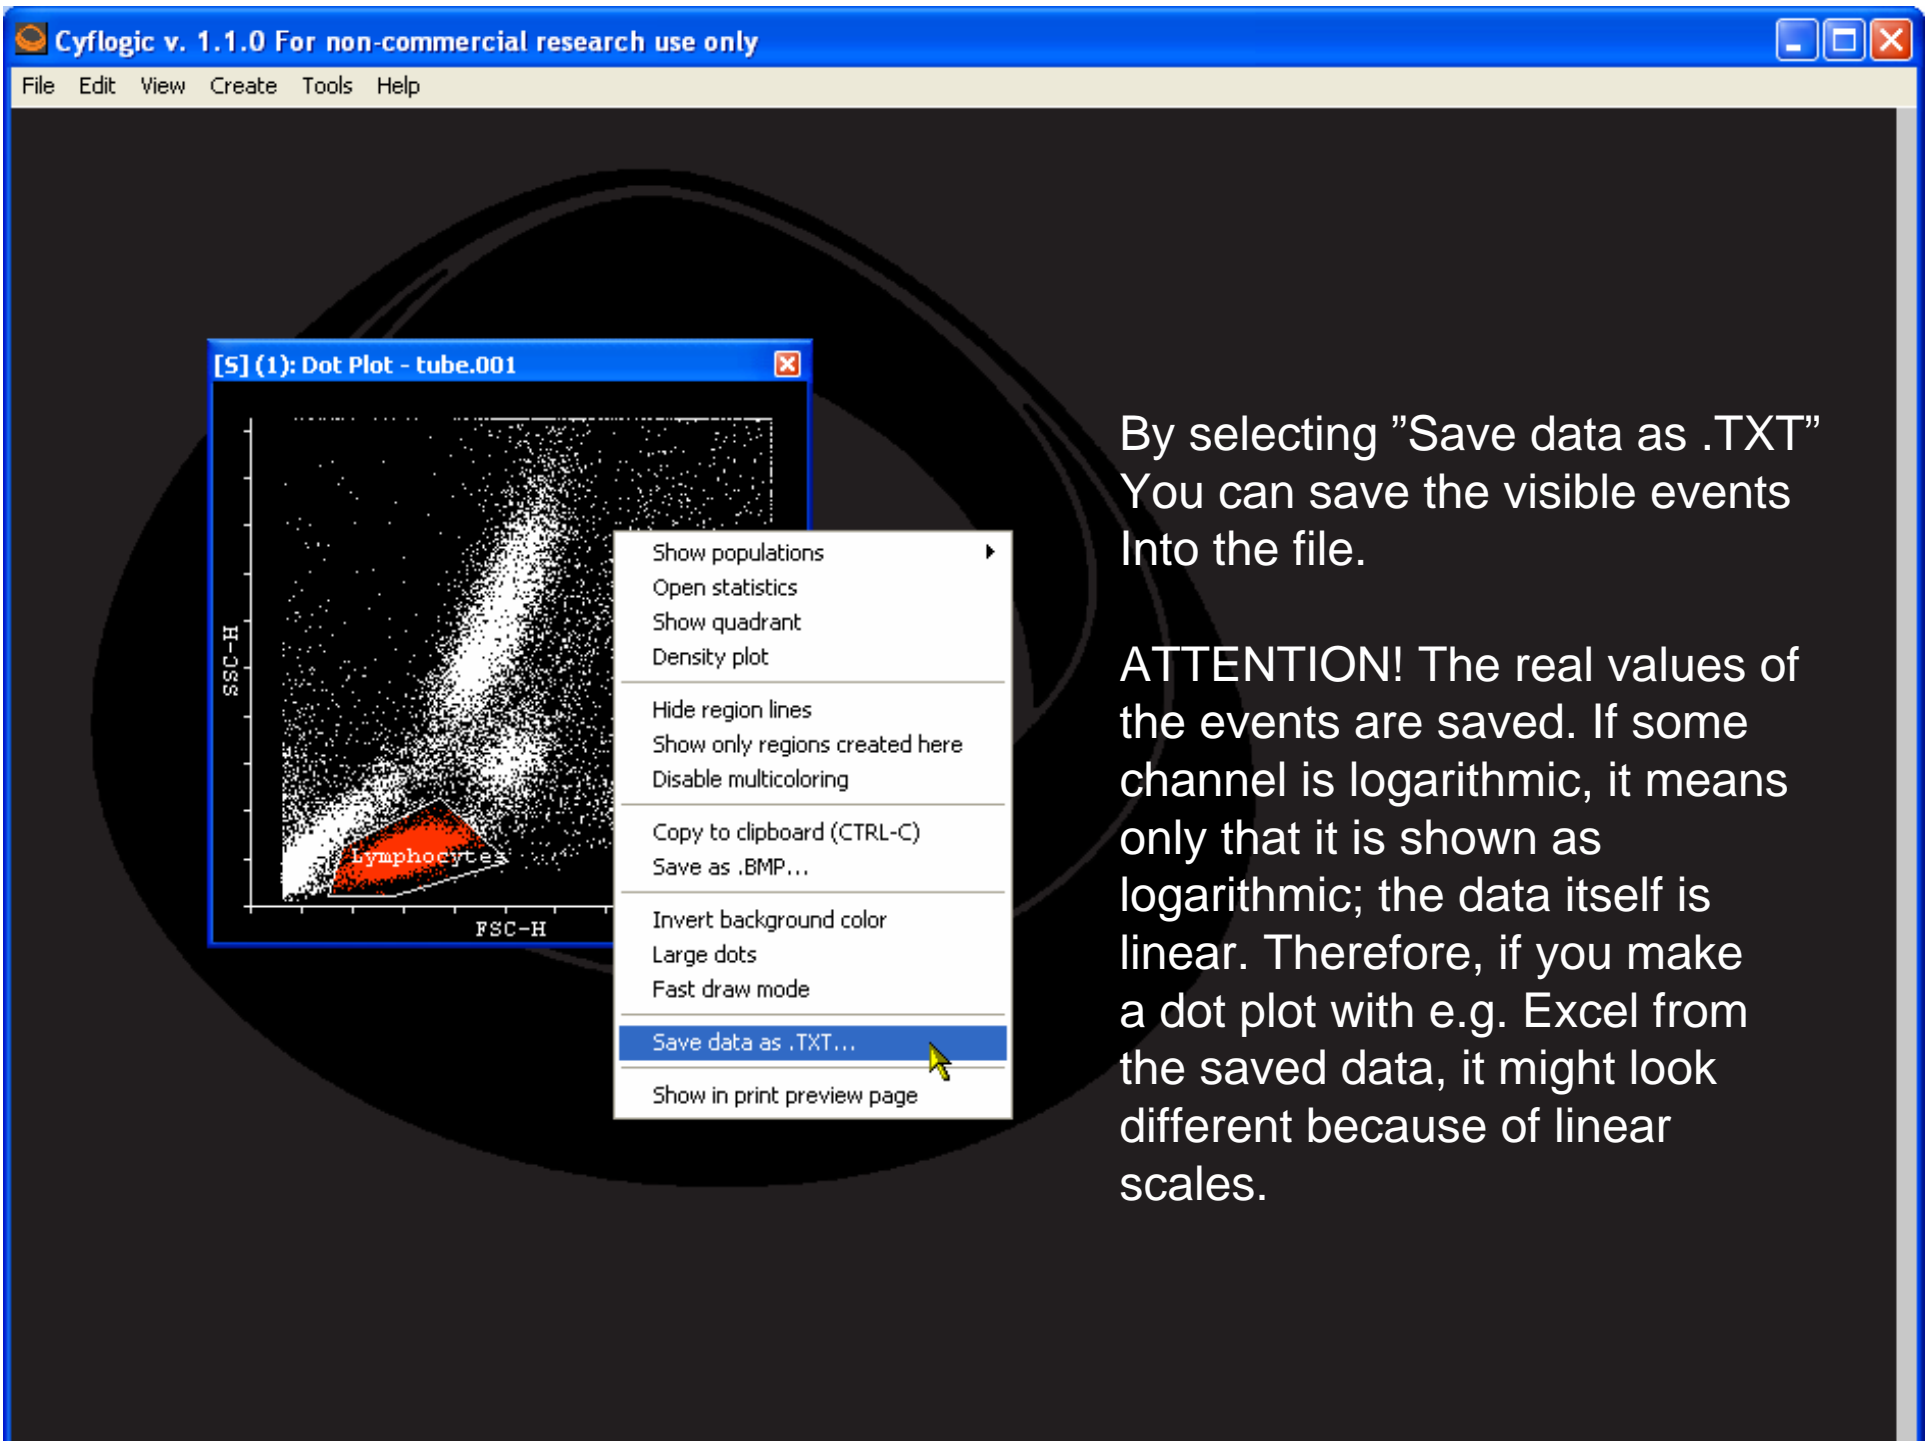 Cyflogic v. 1.1.0 For non-commercial research use only
File Edit View Create Tools Help
[S] (1): Dot Plot - tube.001
SSC-H
Lymphocytes
FSC-H
Show populations
Open statistics
Show quadrant
Density plot
Hide region lines
Show only regions created here
Disable multicoloring
Copy to clipboard (CTRL-C)
Save as .BMP...
Invert background color
Large dots
Fast draw mode
Save data as .TXT...
Show in print preview page
By selecting ”Save data as .TXT”
You can save the visible events
Into the file.
ATTENTION! The real values of
the events are saved. If some
channel is logarithmic, it means
only that it is shown as
logarithmic; the data itself is
linear. Therefore, if you make
a dot plot with e.g. Excel from
the saved data, it might look
different because of linear
scales.